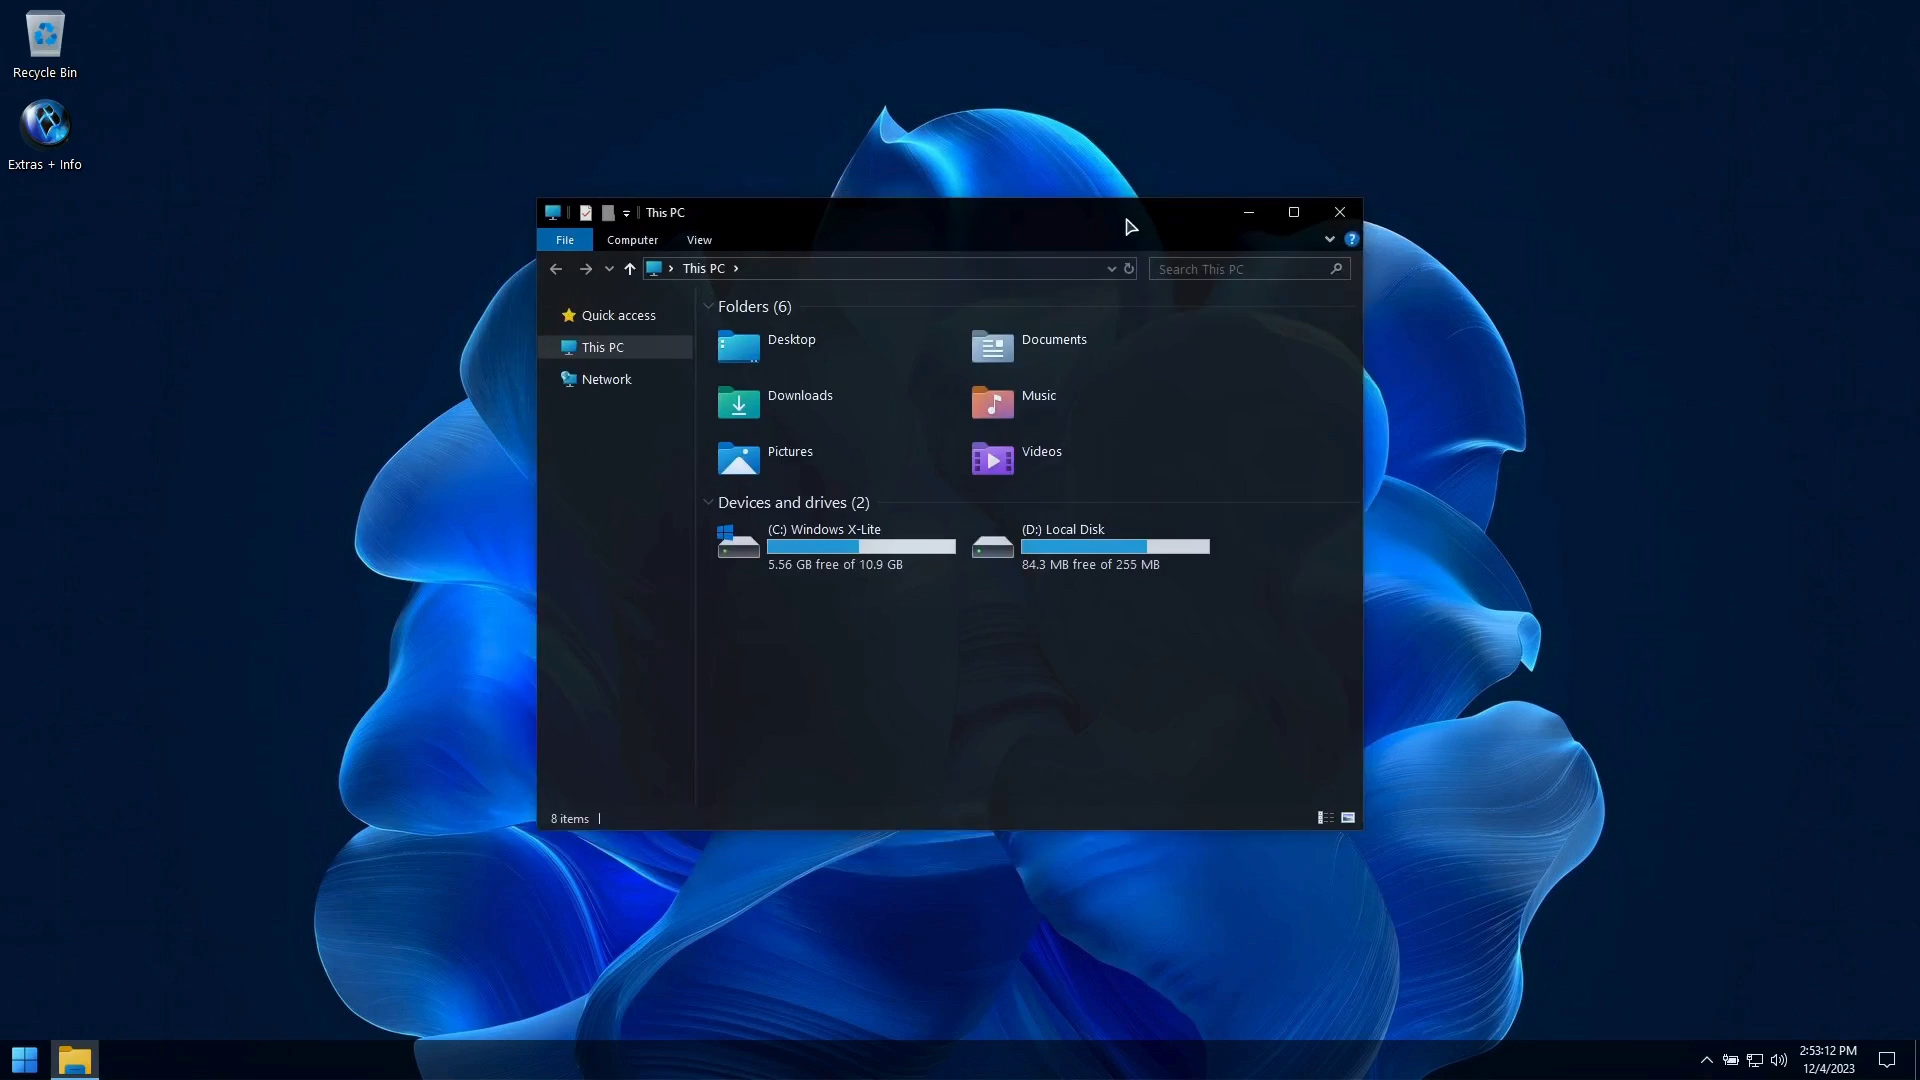 Recycle Bin
Extras + Info
This PC
File Computer View
This PC
Search This PC
Quick access
This PC
Network
Folders (6)
Desktop
Documents
Downloads
Music
Pictures
Videos
Devices and drives (2)
(C:) Windows X-Lite
5.56 GB free of 10.9 GB
(D:) Local Disk
84.3 MB free of 255 MB
8 items
2:53:12 PM
12/4/2023